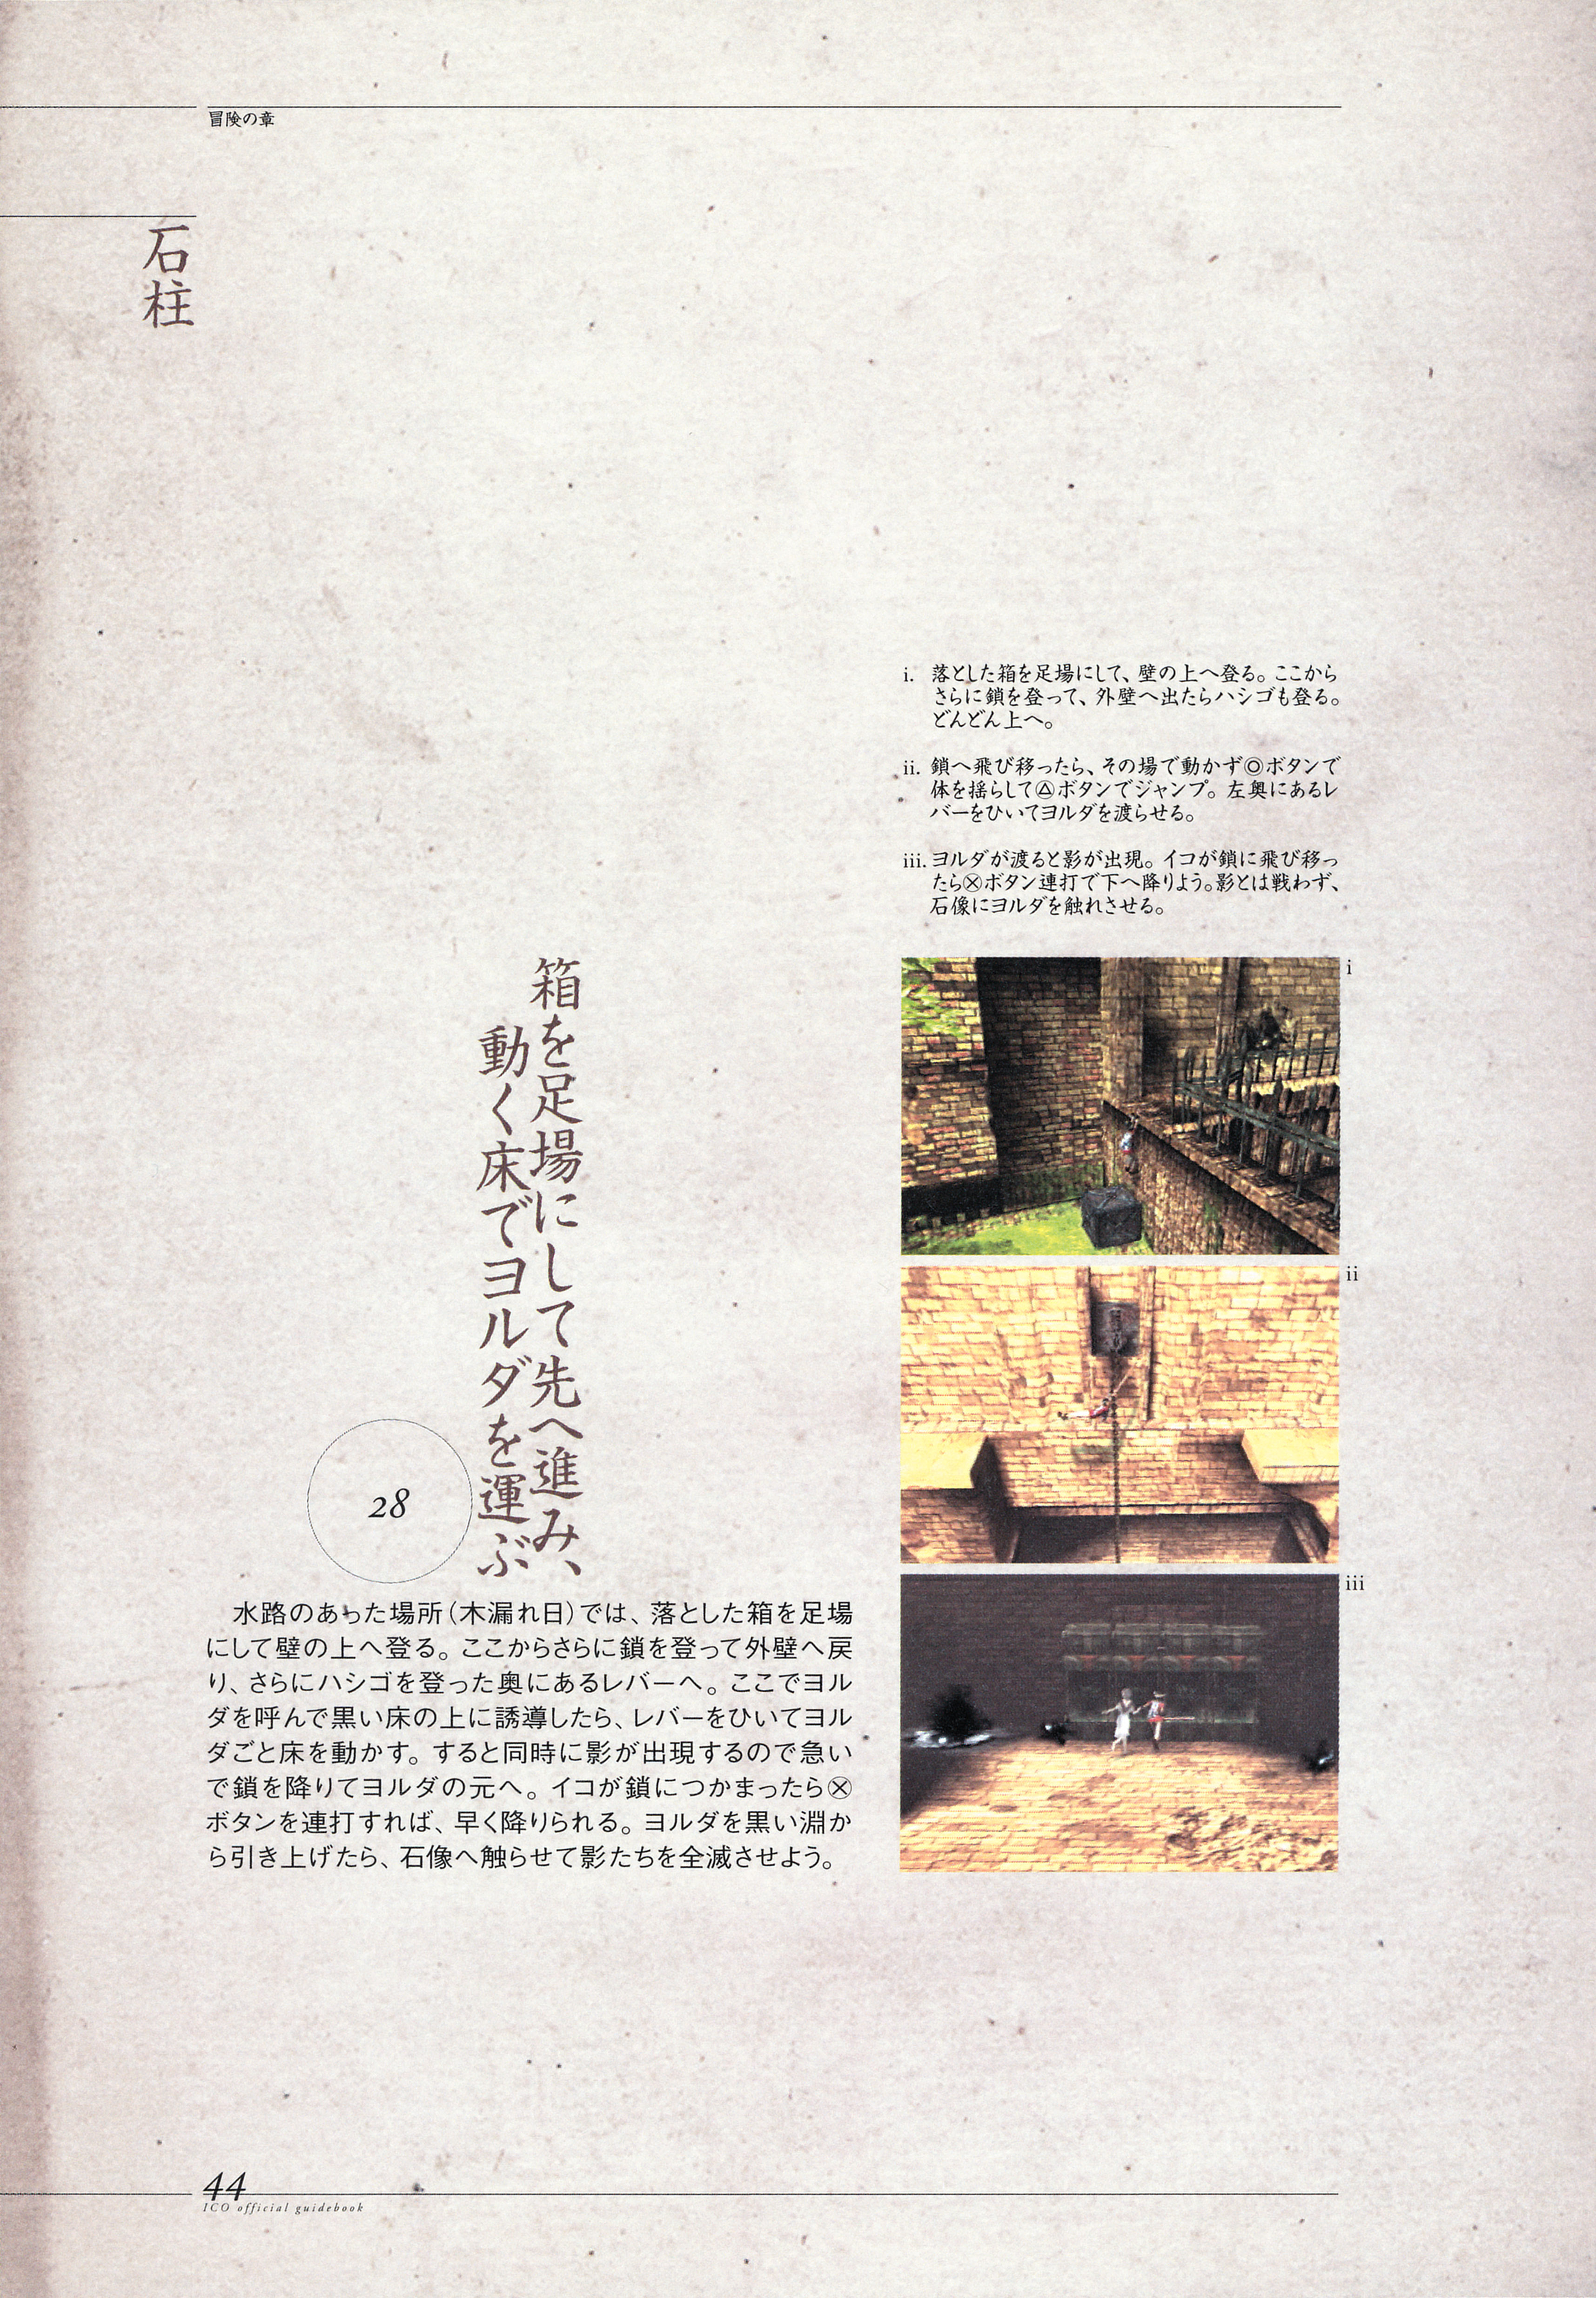 冒険の章
石柱
i. 落とした箱を足場にして、壁の上へ登る。ここから
さらに鎖を登って、外壁へ出たらハシゴも登る。
どんどん上へ。
ii. 鎖へ飛び移ったら、その場で動かず◎ボタンで
体を揺らして△ボタンでジャンプ。左奥にあるレ
バーをひいてヨルダを渡らせる。
iii. ヨルダが渡ると影が出現。イコが鎖に飛び移っ
たら⊗ボタン連打で下へ降りよう。影とは戦わず、
石像にヨルダを触れさせる。
箱を足場にして先へ進み、
動く床でヨルダを運ぶ
28
水路のあった場所(木漏れ日)では、落とした箱を足場
にして壁の上へ登る。ここからさらに鎖を登って外壁へ戻
り、さらにハシゴを登った奥にあるレバーへ。ここでヨル
ダを呼んで黒い床の上に誘導したら、レバーをひいてヨル
ダごと床を動かす。すると同時に影が出現するので急い
で鎖を降りてヨルダの元へ。イコが鎖につかまったら⊗
ボタンを連打すれば、早く降りられる。ヨルダを黒い淵か
ら引き上げたら、石像へ触らせて影たちを全滅させよう。
i
ii
iii
44
ICO official guidebook